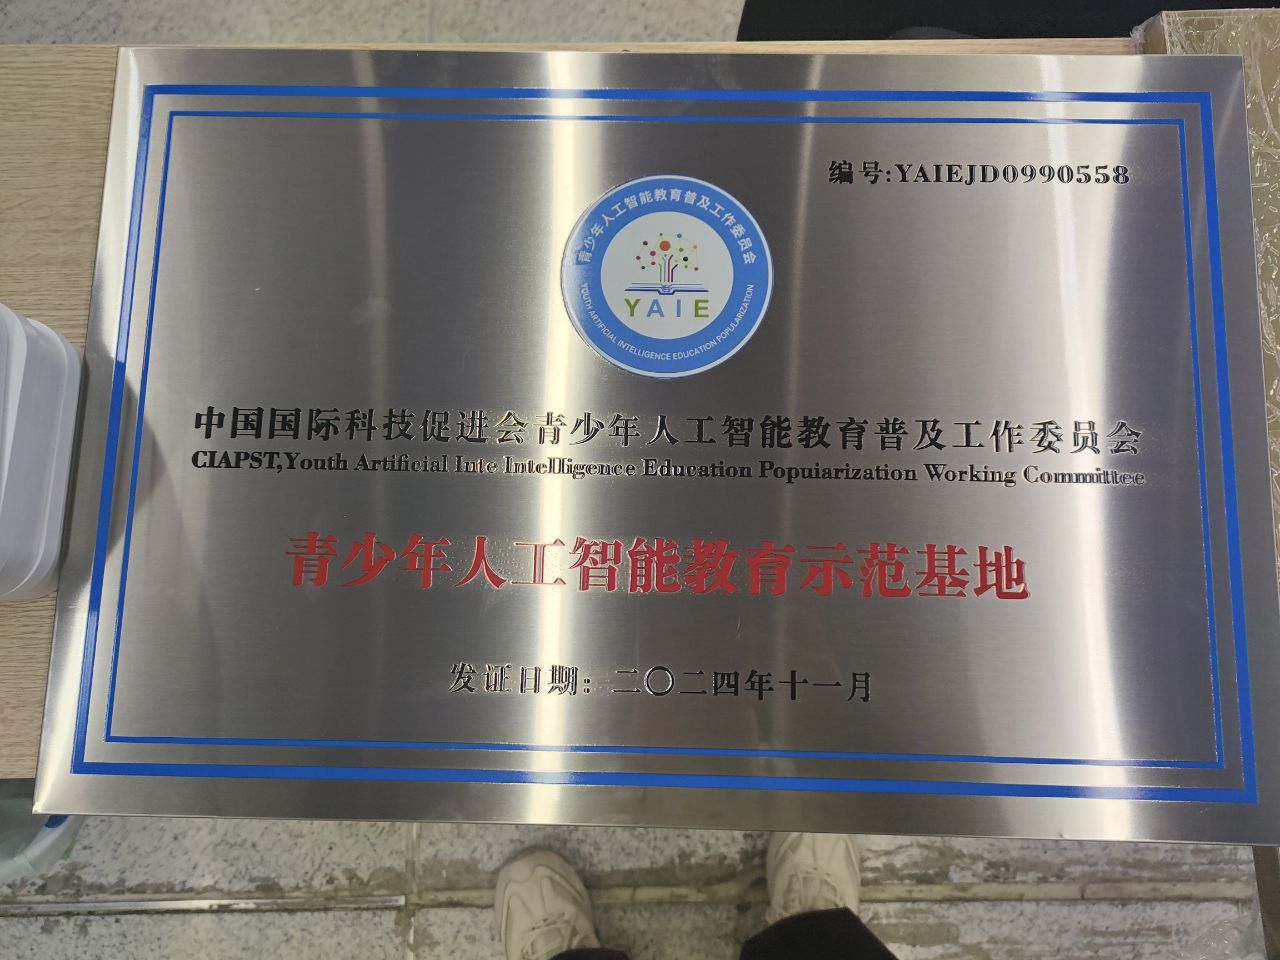 编号:YAIEJD0990558
青少年人工智能教育普及工作委员会
YAIE
YOUTH ARTIFICIAL INTELLIGENCE EDUCATION POPULARIZATION
中国国际科技促进会青少年人工智能教育普及工作委员会
CIAPST,Youth Artificial Inte Intelligence Education Popuiarization Working Committee
青少年人工智能教育示范基地
发证日期：二〇二四年十一月